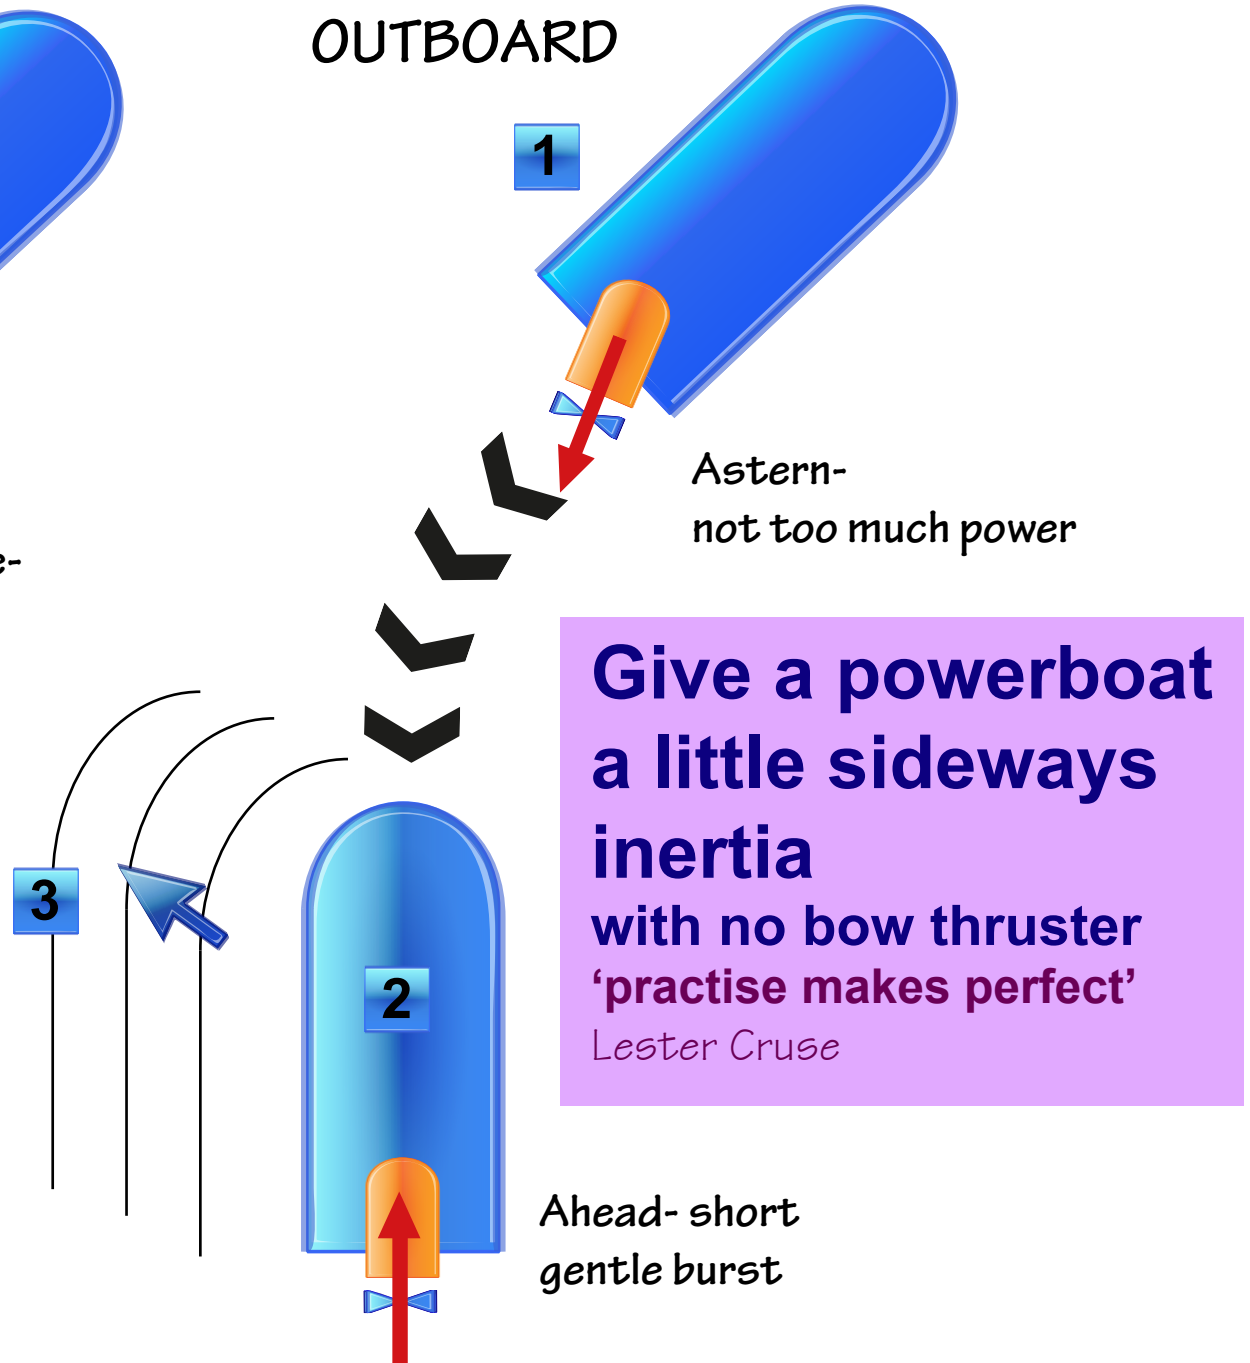 OUTBOARD
1
Astern-
not too much power
e-
Give a powerboat
a little sideways
inertia
with no bow thruster
‘practise makes perfect’
Lester Cruse
3
2
Ahead- short
gentle burst